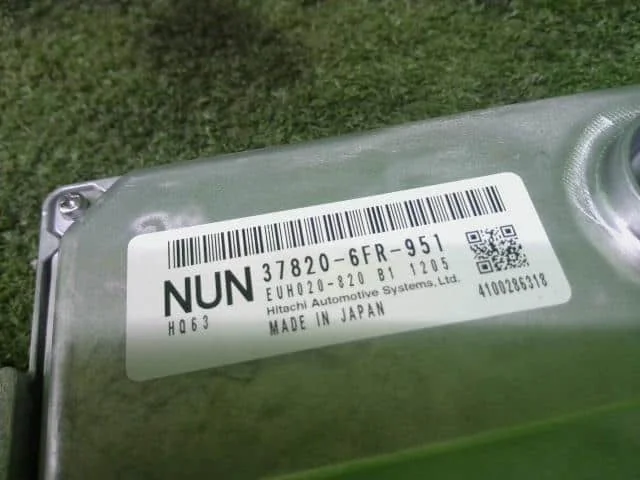 NUN 37820-6FR-951
EUH020-820 B1 1205
Hitachi Automotive Systems, Ltd.
HQ63 MADE IN JAPAN
4100286318